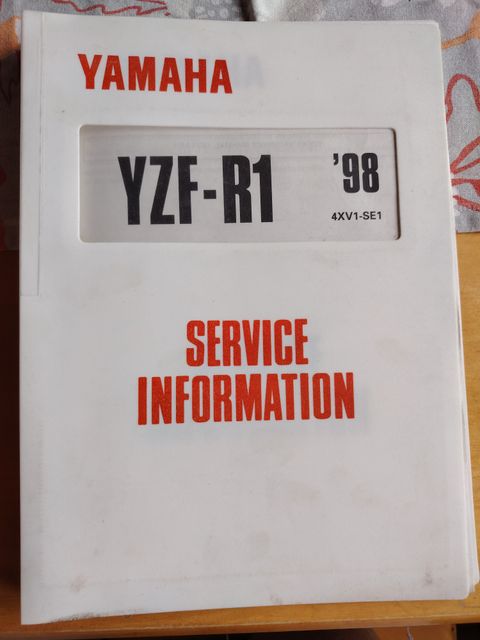 YAMAHA
YZF-R1 '98
4XV1-SE1
SERVICE
INFORMATION